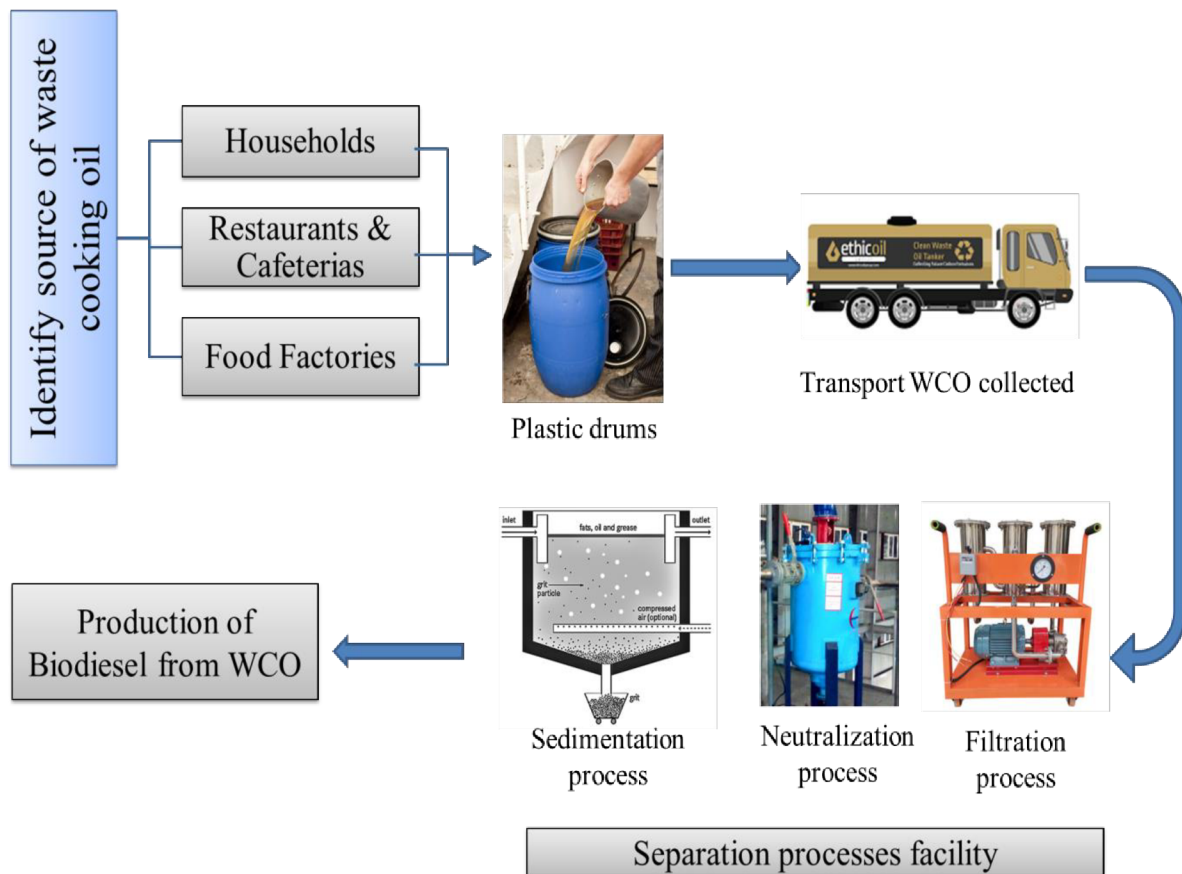 Identify source of waste
cooking oil
Households
Restaurants &
Cafeterias
Food Factories
Plastic drums
ethicoil
Clean Waste
Oil Tanker
Transport WCO collected
inlet
fats, oil and grease
outlet
grit
particle
compressed
air (optional)
grit
Sedimentation
process
Neutralization
process
Filtration
process
Production of
Biodiesel from WCO
Separation processes facility